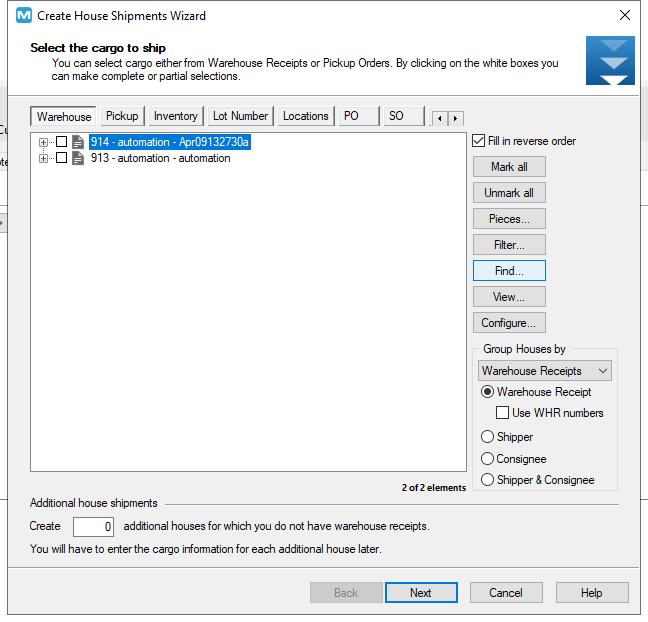 Create House Shipments Wizard
Select the cargo to ship
You can select cargo either from Warehouse Receipts or Pickup Orders. By clicking on the white boxes you
can make complete or partial selections.
Warehouse Pickup Inventory Lot Number Locations PO SO
914 - automation - Apr09132730a
913 - automation - automation
Fill in reverse order
Mark all
Unmark all
Pieces...
Filter...
Find...
View...
Configure...
Group Houses by
Warehouse Receipts
Warehouse Receipt
Use WHR numbers
Shipper
Consignee
Shipper & Consignee
2 of 2 elements
Additional house shipments
Create 0 additional houses for which you do not have warehouse receipts.
You will have to enter the cargo information for each additional house later.
Back Next Cancel Help